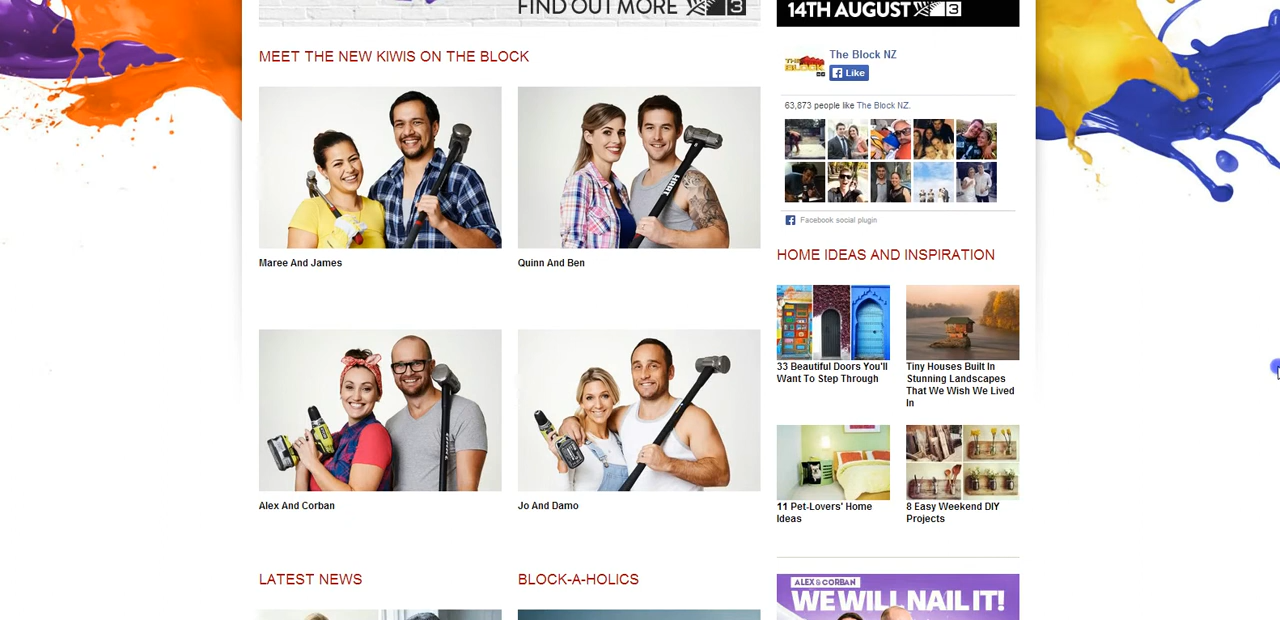 FIND OUT MORE 3
14TH AUGUST 3
MEET THE NEW KIWIS ON THE BLOCK
Maree And James
Quinn And Ben
Alex And Corban
Jo And Damo
LATEST NEWS
BLOCK-A-HOLICS
THE BLOCK
The Block NZ
Like
63,873 people like The Block NZ.
Facebook social plugin
HOME IDEAS AND INSPIRATION
33 Beautiful Doors You'll
Want To Step Through
Tiny Houses Built In
Stunning Landscapes
That We Wish We Lived
In
11 Pet-Lovers' Home
Ideas
8 Easy Weekend DIY
Projects
ALEX & CORBAN
WE WILL NAIL IT!